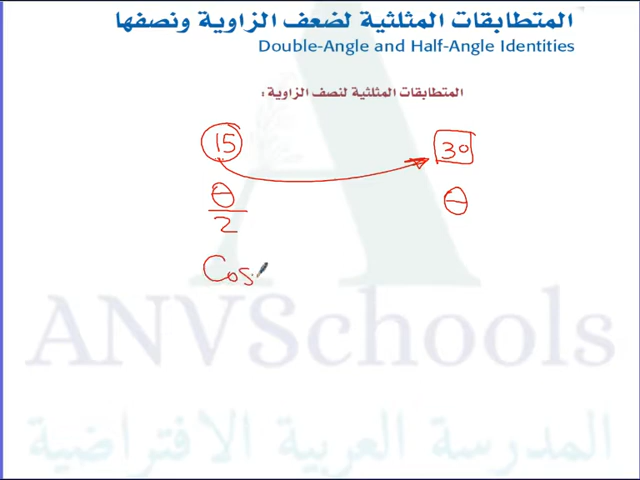 المتطابقات المثلثية لضعف الزاوية ونصفها
Double-Angle and Half-Angle Identities
المتطابقات المثلثية لنصف الزاوية :
15 30
θ/2 θ
Cos
ANVSchools
المدرسة العربية الافتراضية